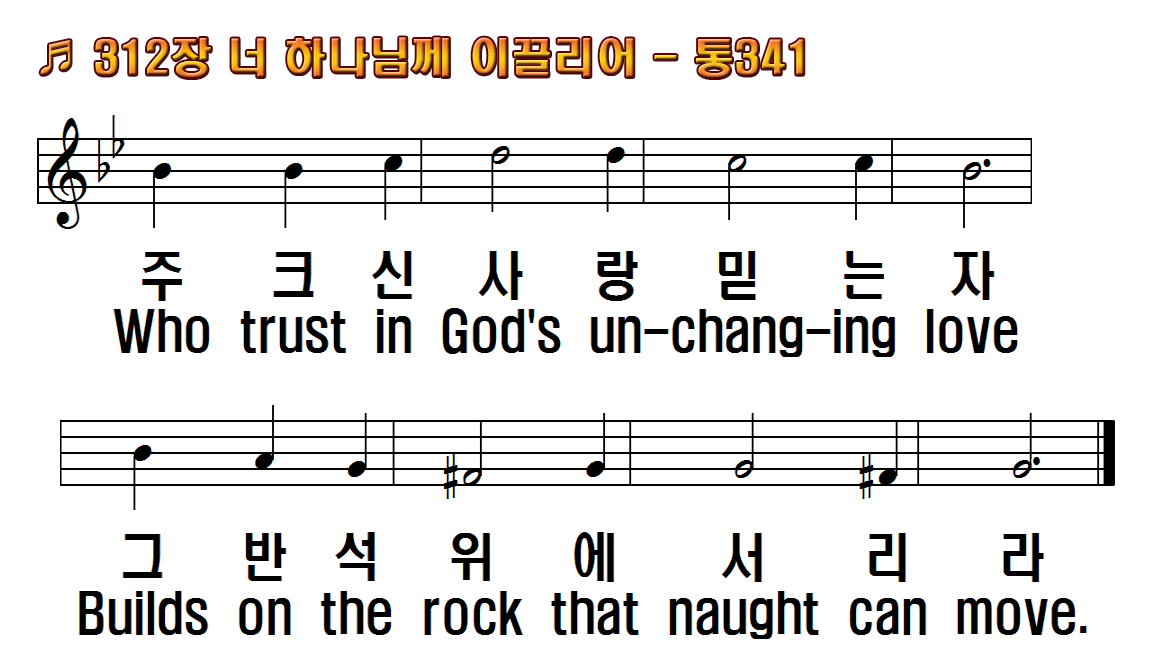 ♬ 312장 너 하나님께 이끌리어 - 통341
주 크 신 사 랑 믿 는 자
Who trust in God's un-chang-ing love
그 반 석 위 에 서 리 라
Builds on the rock that naught can move.